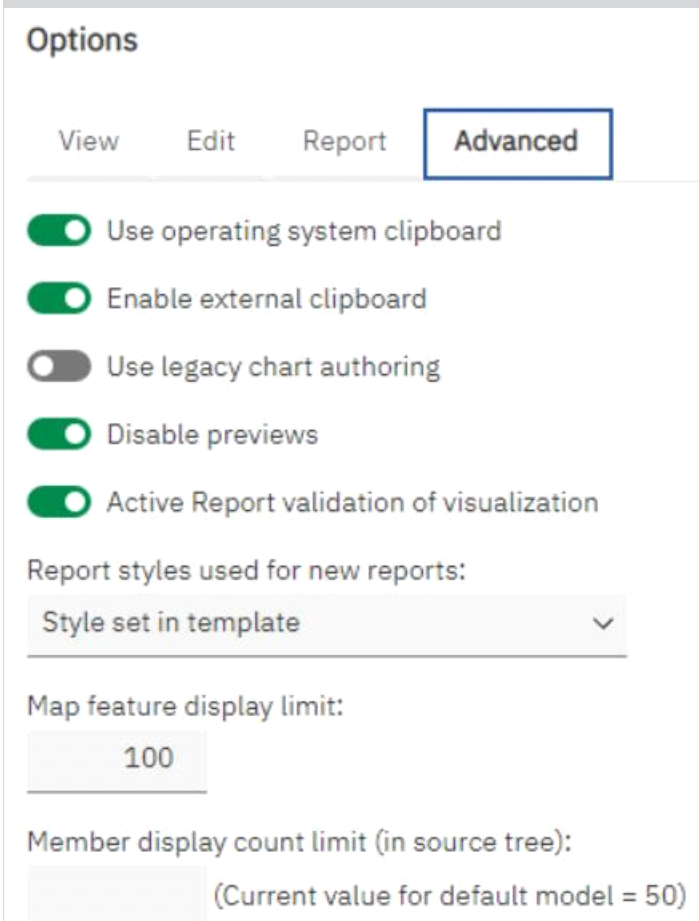 Options
View Edit Report Advanced
Use operating system clipboard
Enable external clipboard
Use legacy chart authoring
Disable previews
Active Report validation of visualization
Report styles used for new reports:
Style set in template
Map feature display limit:
100
Member display count limit (in source tree):
(Current value for default model = 50)